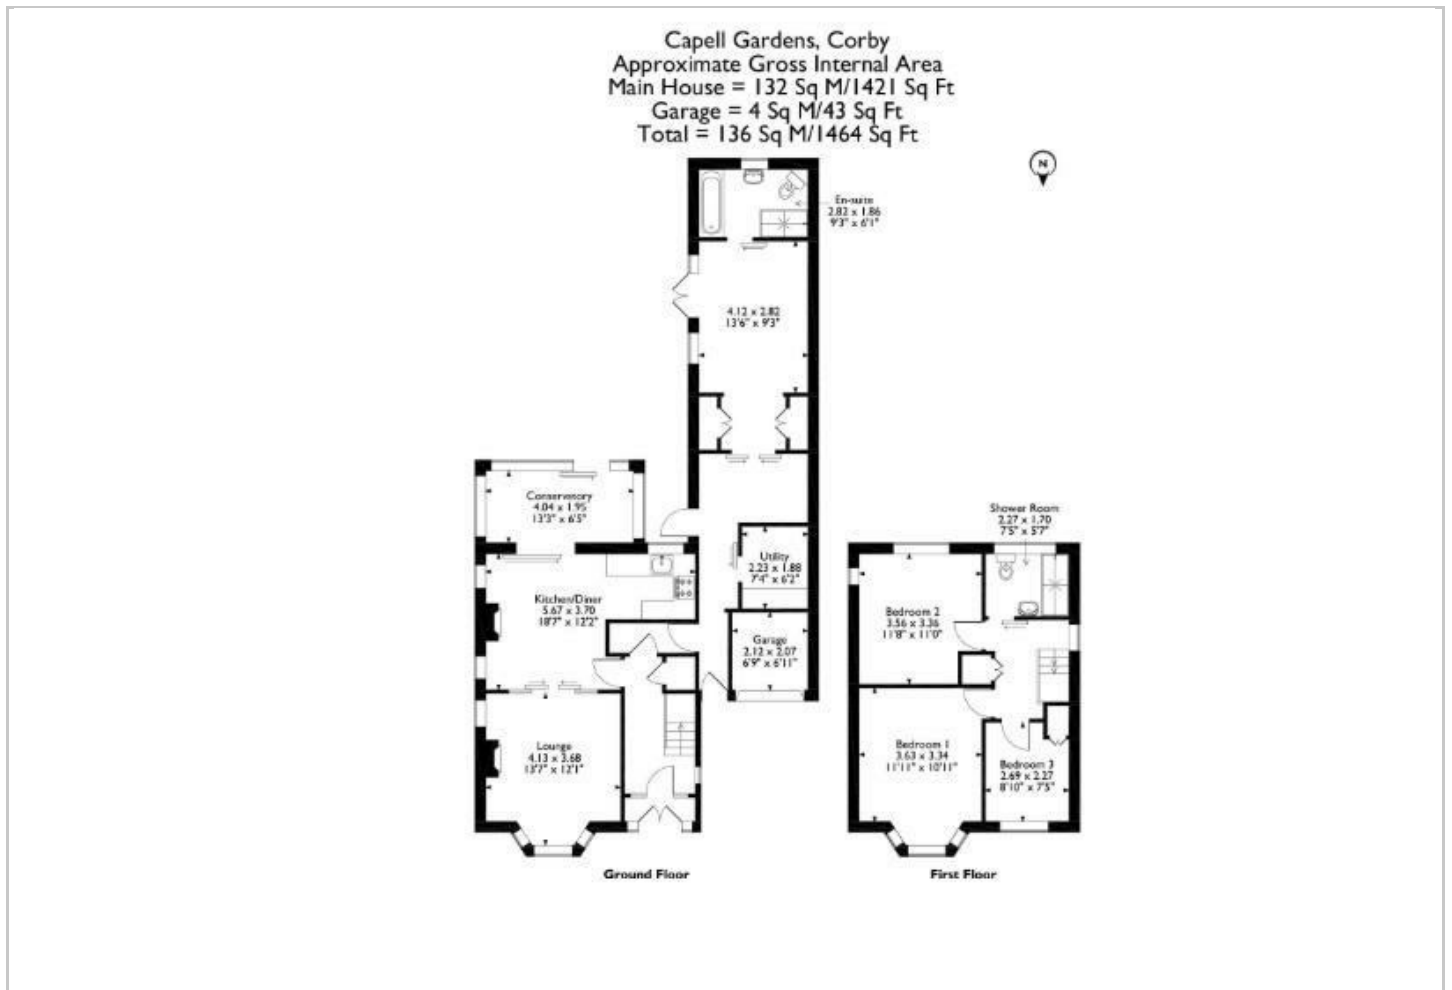 Capell Gardens, Corby
Approximate Gross Internal Area
Main House = 132 Sq M/1421 Sq Ft
Garage = 4 Sq M/43 Sq Ft
Total = 136 Sq M/1464 Sq Ft
N
En-suite
2.82 x 1.86
9'3" x 6'1"
4.12 x 2.82
13'6" x 9'3"
Conservatory
4.04 x 1.95
13'3" x 6'5"
Utility
2.23 x 1.88
7'4" x 6'2"
Kitchen/Diner
5.67 x 3.70
18'7" x 12'2"
Garage
2.12 x 2.07
6'9" x 6'11"
Lounge
4.13 x 3.68
13'7" x 12'1"
Ground Floor
Shower Room
2.27 x 1.70
7'5" x 5'7"
Bedroom 2
3.56 x 3.36
11'8" x 11'0"
Bedroom 1
3.63 x 3.34
11'11" x 10'11"
Bedroom 3
2.69 x 2.27
8'10" x 7'5"
First Floor